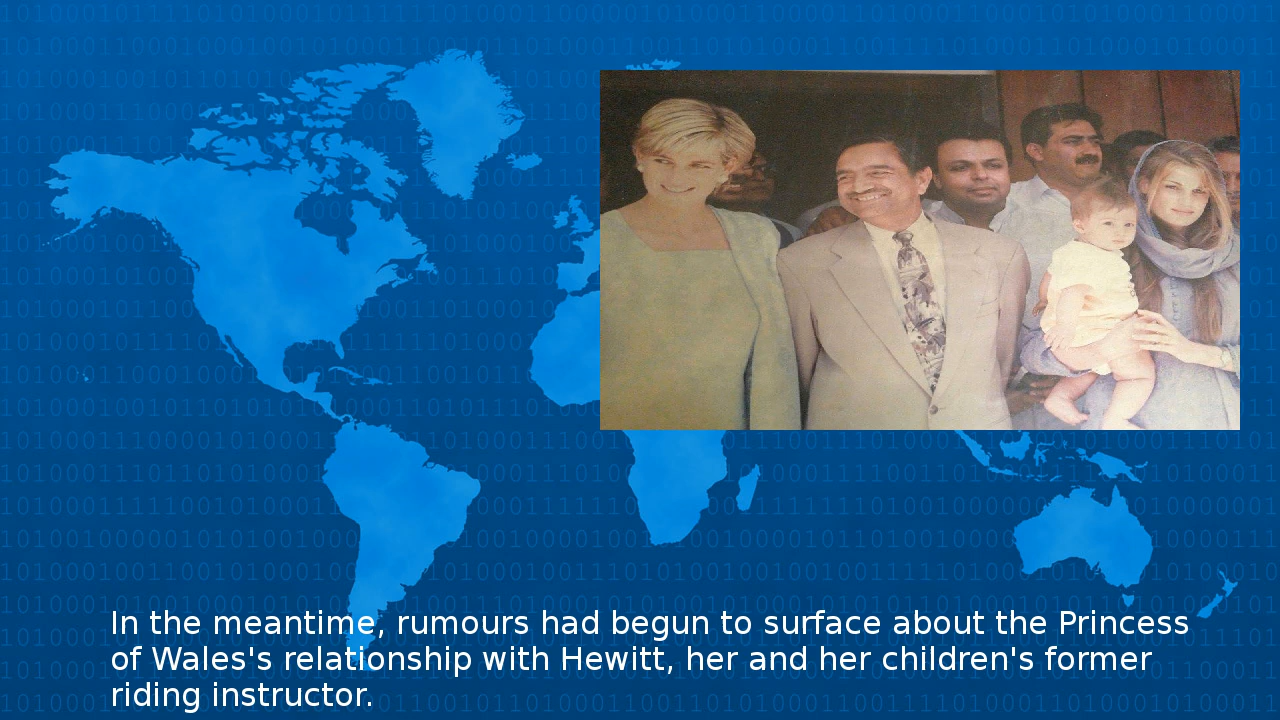 In the meantime, rumours had begun to surface about the Princess
of Wales's relationship with Hewitt, her and her children's former
riding instructor.